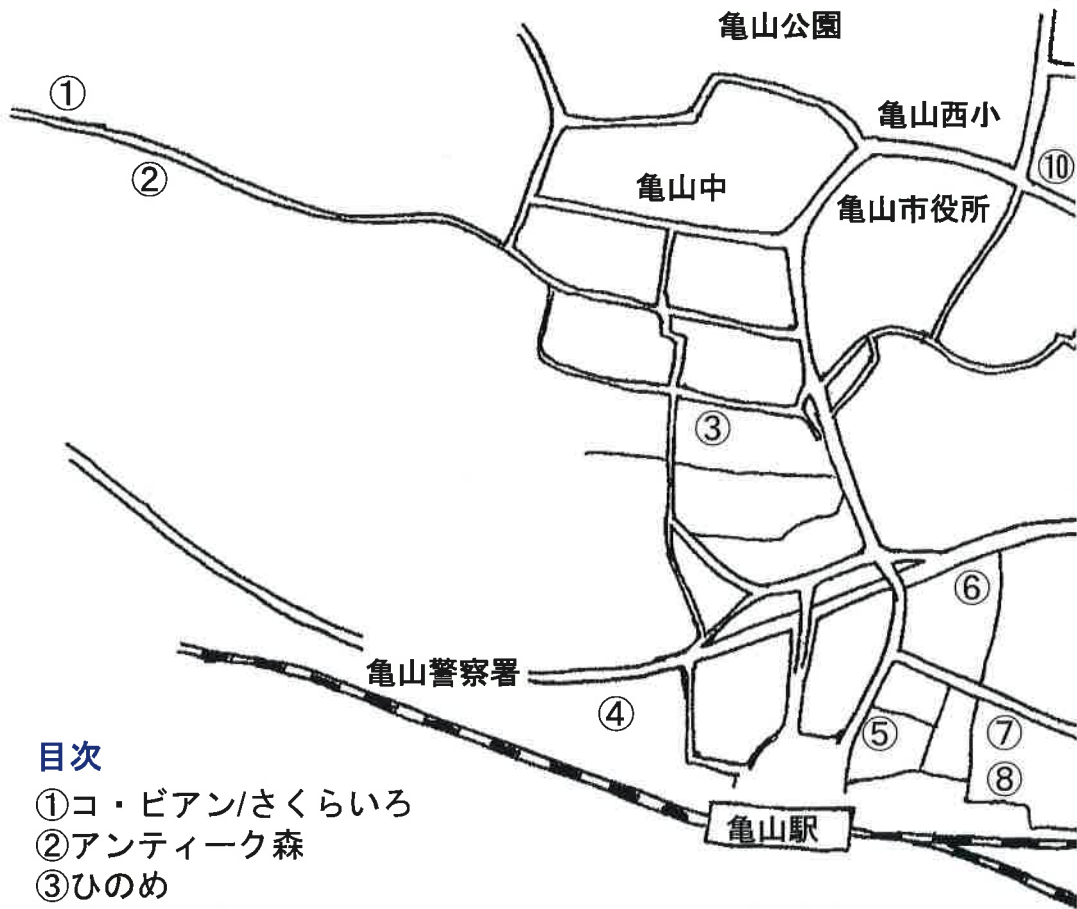 亀山公園
①
亀山西小
②
亀山中
⑩
亀山市役所
③
⑥
亀山警察署
④
⑤
⑦
⑧
亀山駅
目次
①コ・ビアン/さくらいろ
②アンティーク森
③ひのめ